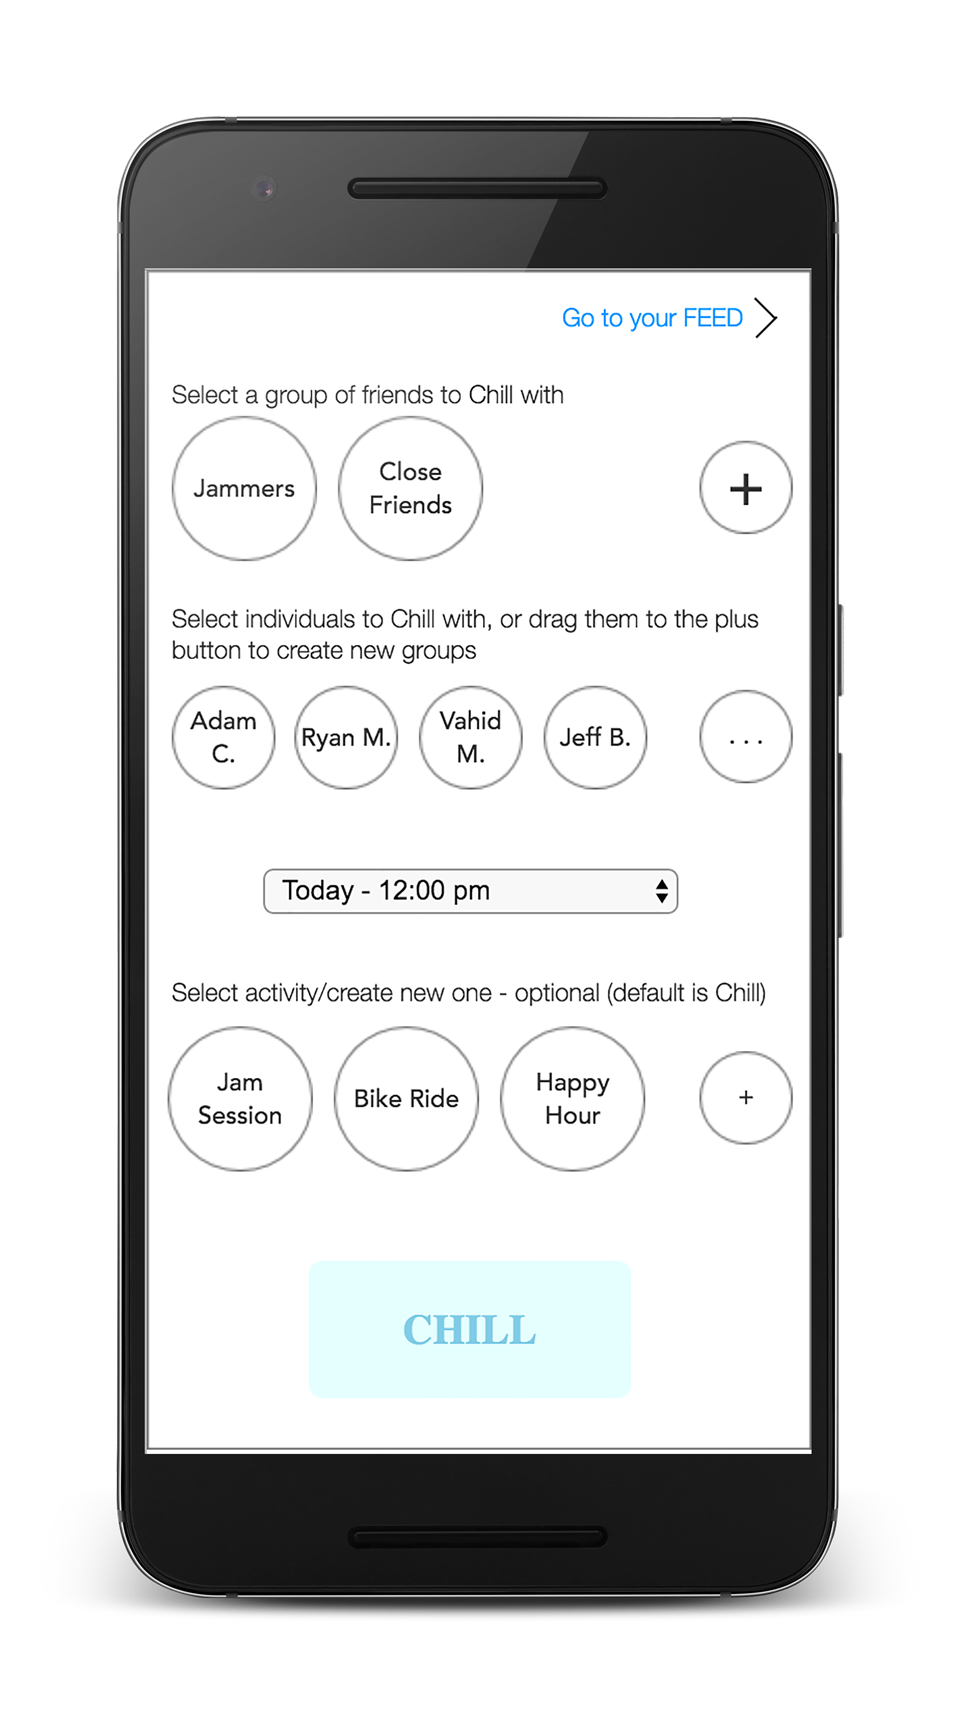 Go to your FEED
Select a group of friends to Chill with
Jammers
Close
Friends
+
Select individuals to Chill with, or drag them to the plus
button to create new groups
Adam
C.
Ryan M.
Vahid
M.
Jeff B.
...
Today - 12:00 pm
Select activity/create new one - optional (default is Chill)
Jam
Session
Bike Ride
Happy
Hour
+
CHILL